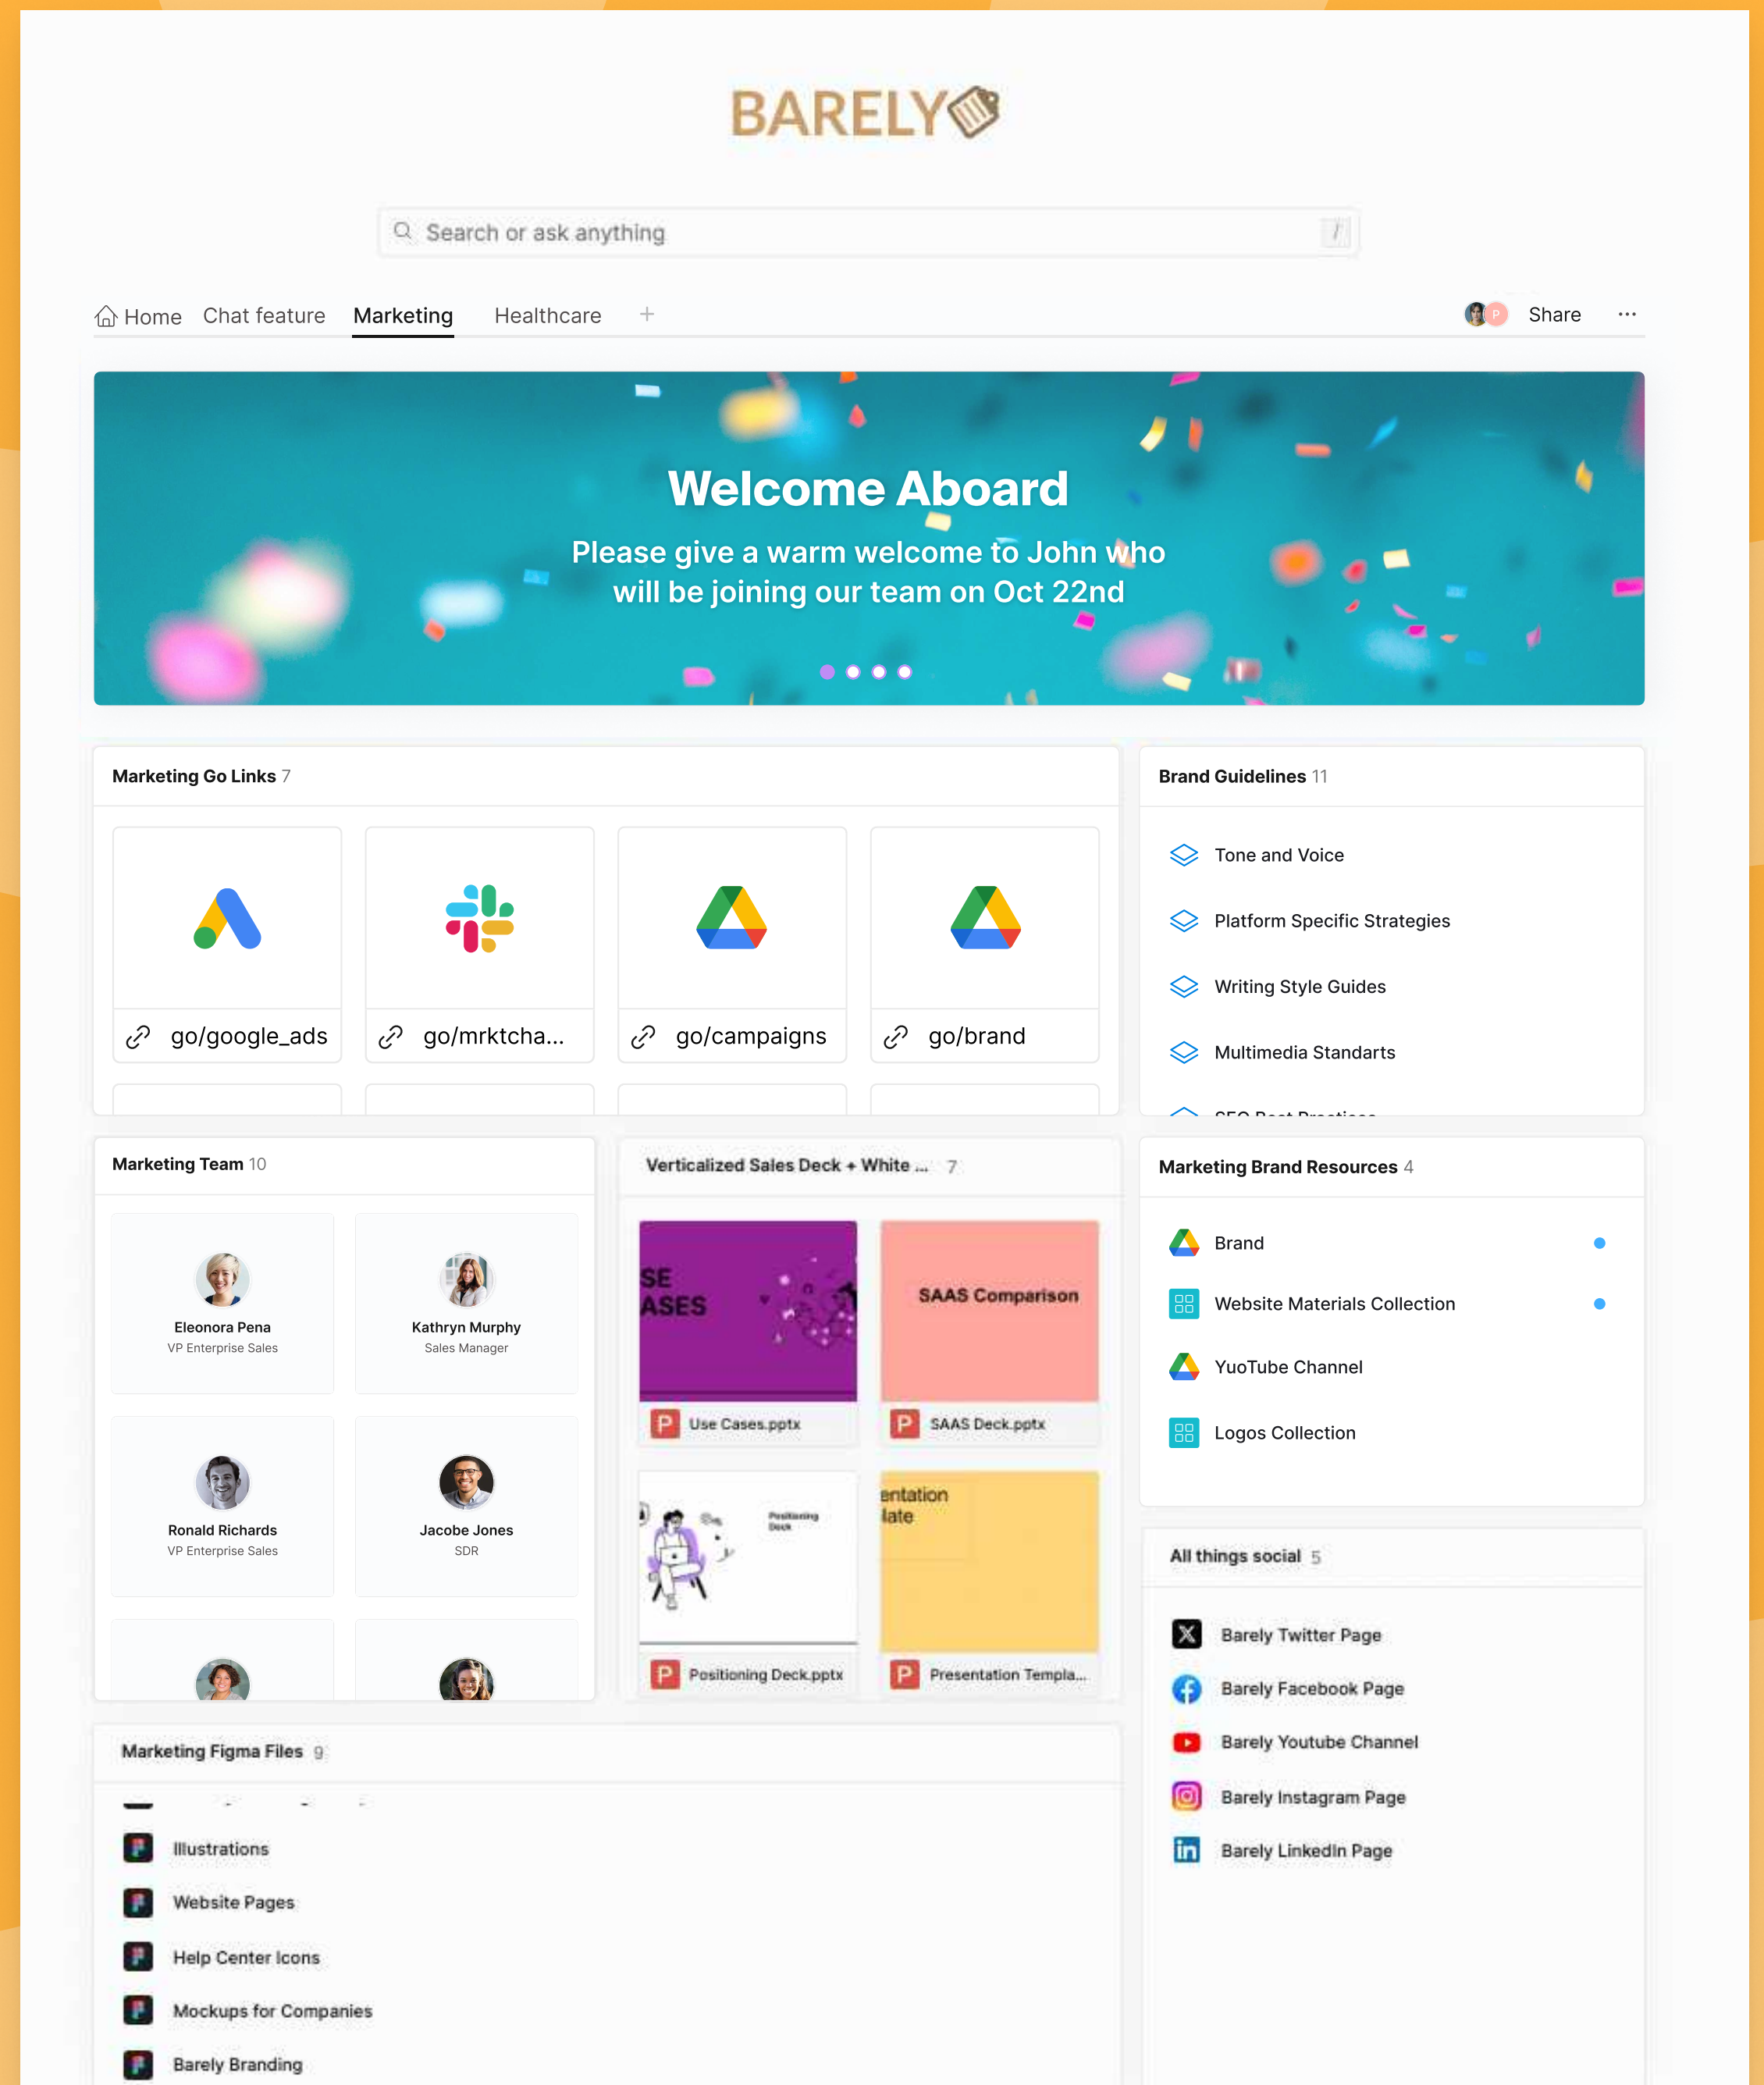 BARELY
Search or ask anything
/
Home
Chat feature
Marketing
Healthcare
+
P
Share
...
Welcome Aboard
Please give a warm welcome to John who
will be joining our team on Oct 22nd
Marketing Go Links 7
go/google_ads
go/mrktcha...
go/campaigns
go/brand
Brand Guidelines 11
Tone and Voice
Platform Specific Strategies
Writing Style Guides
Multimedia Standarts
SEO Best Practices
Marketing Team 10
Eleonora Pena
VP Enterprise Sales
Kathryn Murphy
Sales Manager
Ronald Richards
VP Enterprise Sales
Jacobe Jones
SDR
Verticalized Sales Deck + White ... 7
SE
ASES
P Use Cases.pptx
SAAS Comparison
P SAAS Deck.pptx
Positioning
Deck
P Positioning Deck.pptx
entation
late
P Presentation Templa...
Marketing Brand Resources 4
Brand
Website Materials Collection
YuoTube Channel
Logos Collection
All things social 5
Barely Twitter Page
Barely Facebook Page
Barely Youtube Channel
Barely Instagram Page
in Barely LinkedIn Page
Marketing Figma Files 9
Illustrations
Website Pages
Help Center Icons
Mockups for Companies
Barely Branding